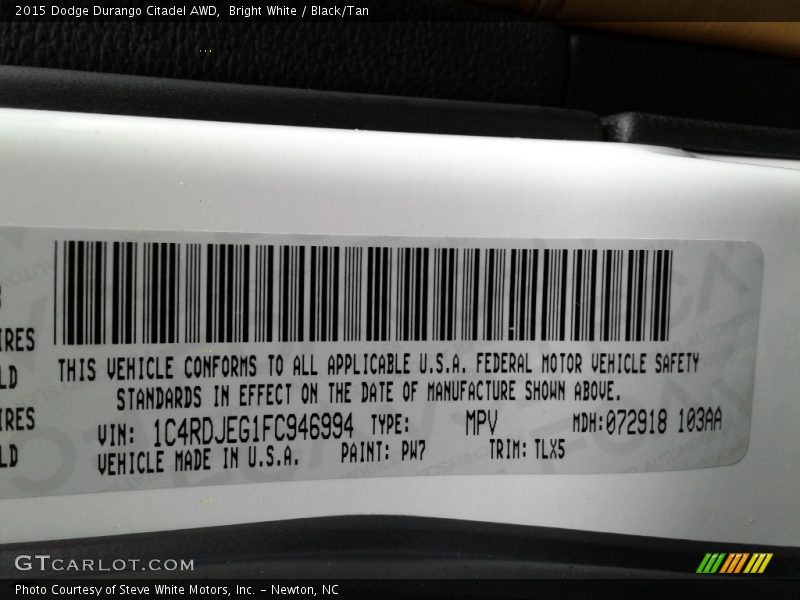 2015 Dodge Durango Citadel AWD, Bright White / Black/Tan
IRES
LD
IRES
LD
THIS VEHICLE CONFORMS TO ALL APPLICABLE U.S.A. FEDERAL MOTOR VEHICLE SAFETY
STANDARDS IN EFFECT ON THE DATE OF MANUFACTURE SHOWN ABOVE.
VIN: 1C4RDJEG1FC946994 TYPE: MPV MDH:072918 103AA
VEHICLE MADE IN U.S.A. PAINT: PW7 TRIM: TLX5
GTCARLOT.COM
Photo Courtesy of Steve White Motors, Inc. – Newton, NC